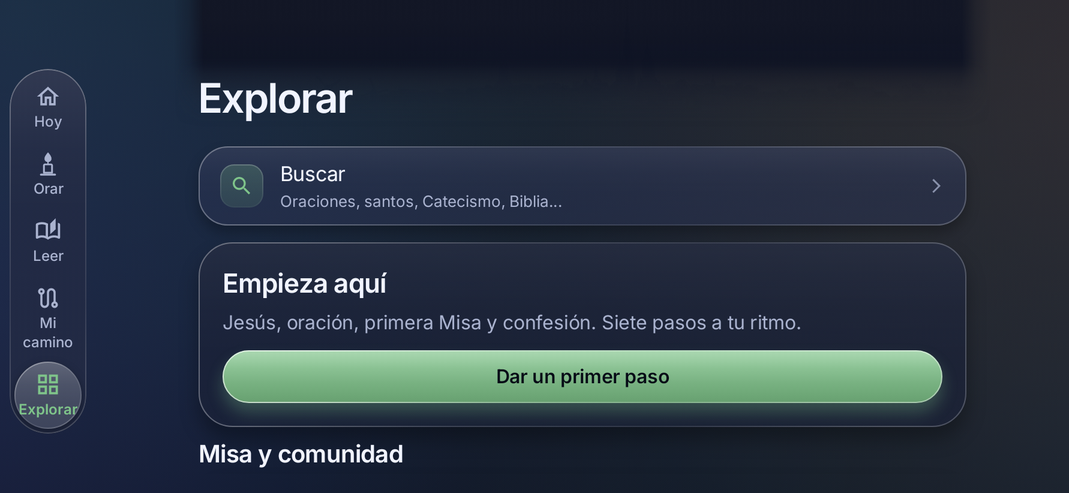 Hoy
Orar
Leer
Mi
camino
Explorar
Explorar
Buscar
Oraciones, santos, Catecismo, Biblia...
Empieza aquí
Jesús, oración, primera Misa y confesión. Siete pasos a tu ritmo.
Dar un primer paso
Misa y comunidad